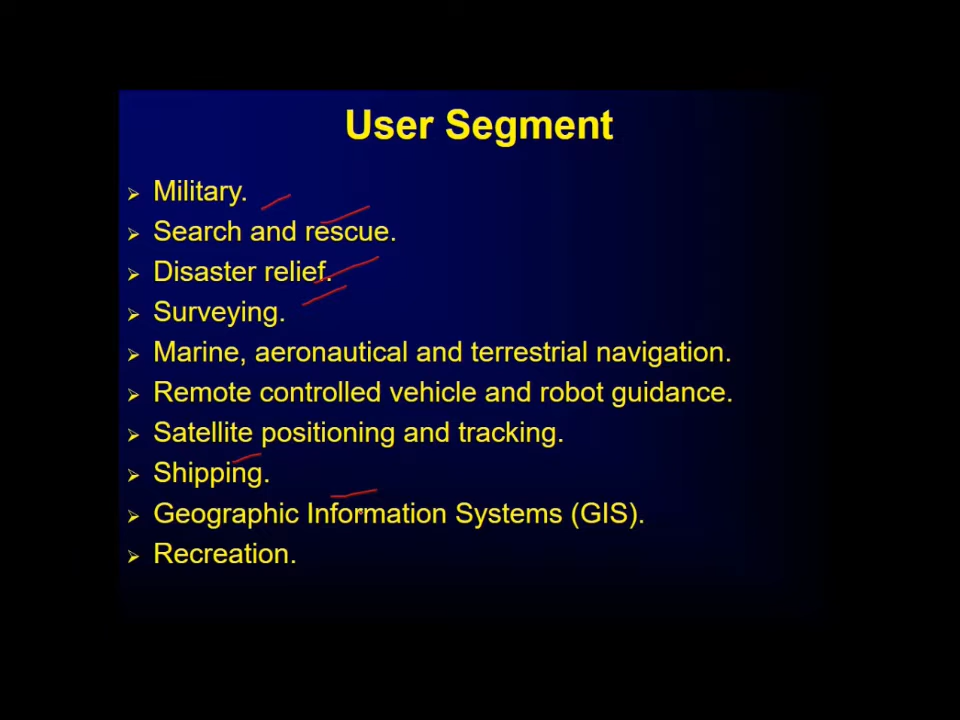 User Segment
Military.
Search and rescue.
Disaster relief.
Surveying.
Marine, aeronautical and terrestrial navigation.
Remote controlled vehicle and robot guidance.
Satellite positioning and tracking.
Shipping.
Geographic Information Systems (GIS).
Recreation.